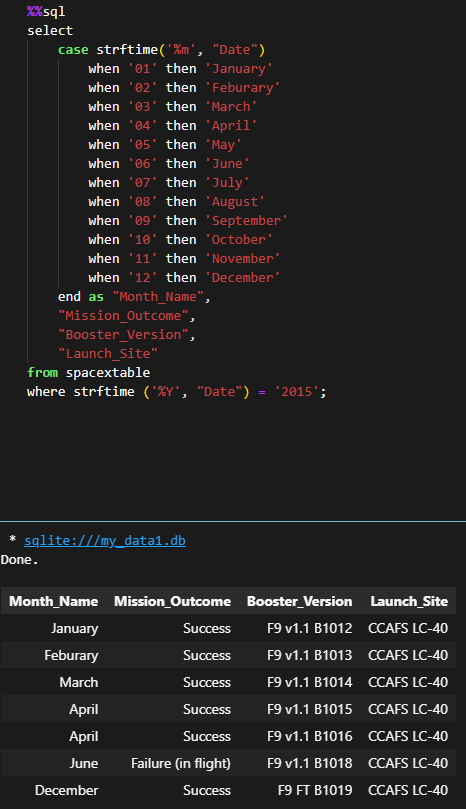 %%sql
select
case strftime('%m', "Date")
when '01' then 'January'
when '02' then 'Feburary'
when '03' then 'March'
when '04' then 'April'
when '05' then 'May'
when '06' then 'June'
when '07' then 'July'
when '08' then 'August'
when '09' then 'September'
when '10' then 'October'
when '11' then 'November'
when '12' then 'December'
end as "Month_Name",
"Mission_Outcome",
"Booster_Version",
"Launch_Site"
from spacextable
where strftime ('%Y', "Date") = '2015';
* sqlite:///my_data1.db
Done.
Month_Name Mission_Outcome Booster_Version Launch_Site
January Success F9 v1.1 B1012 CCAFS LC-40
Feburary Success F9 v1.1 B1013 CCAFS LC-40
March Success F9 v1.1 B1014 CCAFS LC-40
April Success F9 v1.1 B1015 CCAFS LC-40
April Success F9 v1.1 B1016 CCAFS LC-40
June Failure (in flight) F9 v1.1 B1018 CCAFS LC-40
December Success F9 FT B1019 CCAFS LC-40